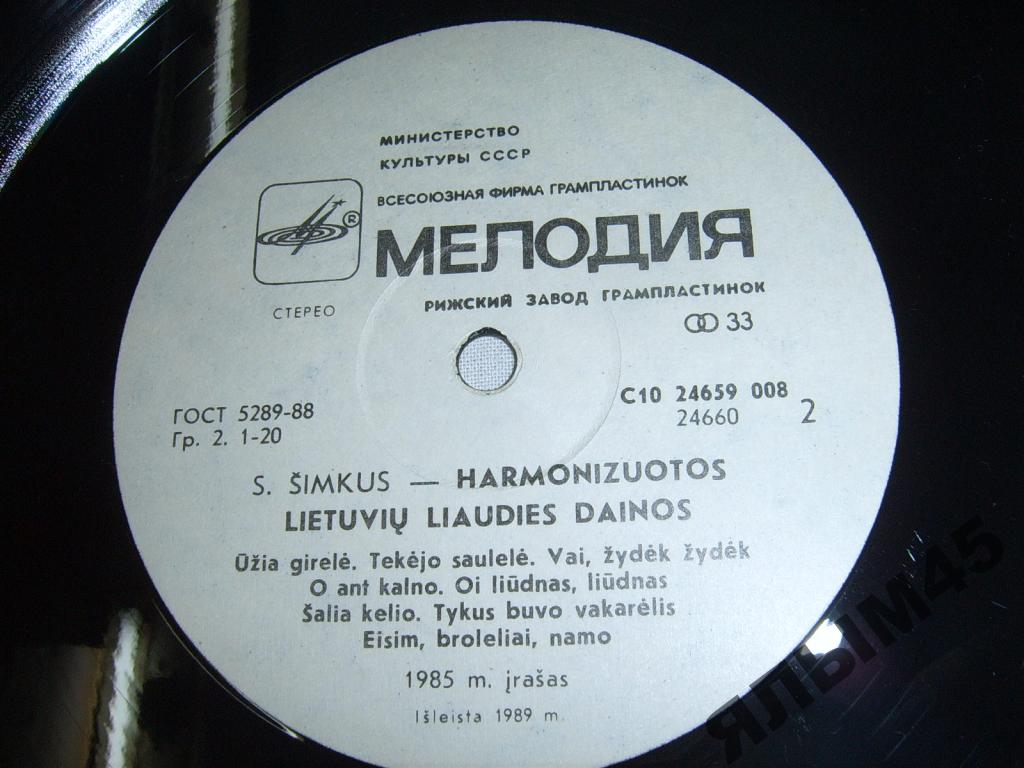 МИНИСТЕРСТВО
КУЛЬТУРЫ СССР
ВСЕСОЮЗНАЯ ФИРМА ГРАМПЛАСТИНОК
®
МЕЛОДИЯ
РИЖСКИЙ ЗАВОД ГРАМПЛАСТИНОК
СТЕРЕО
33
ГОСТ 5289-88
Гр. 2. 1-20
С10 24659 008
24660
2
S. ŠIMKUS — HARMONIZUOTOS
LIETUVIŲ LIAUDIES DAINOS
Ūžia girelė. Tekėjo saulelė. Vai, žydėk žydėk
O ant kalno. Oi liūdnas, liūdnas
Šalia kelio. Tykus buvo vakarėlis
Eisim, broleliai, namo
1985 m. įrašas
Išleista 1989 m.
ЯЛЫМ45